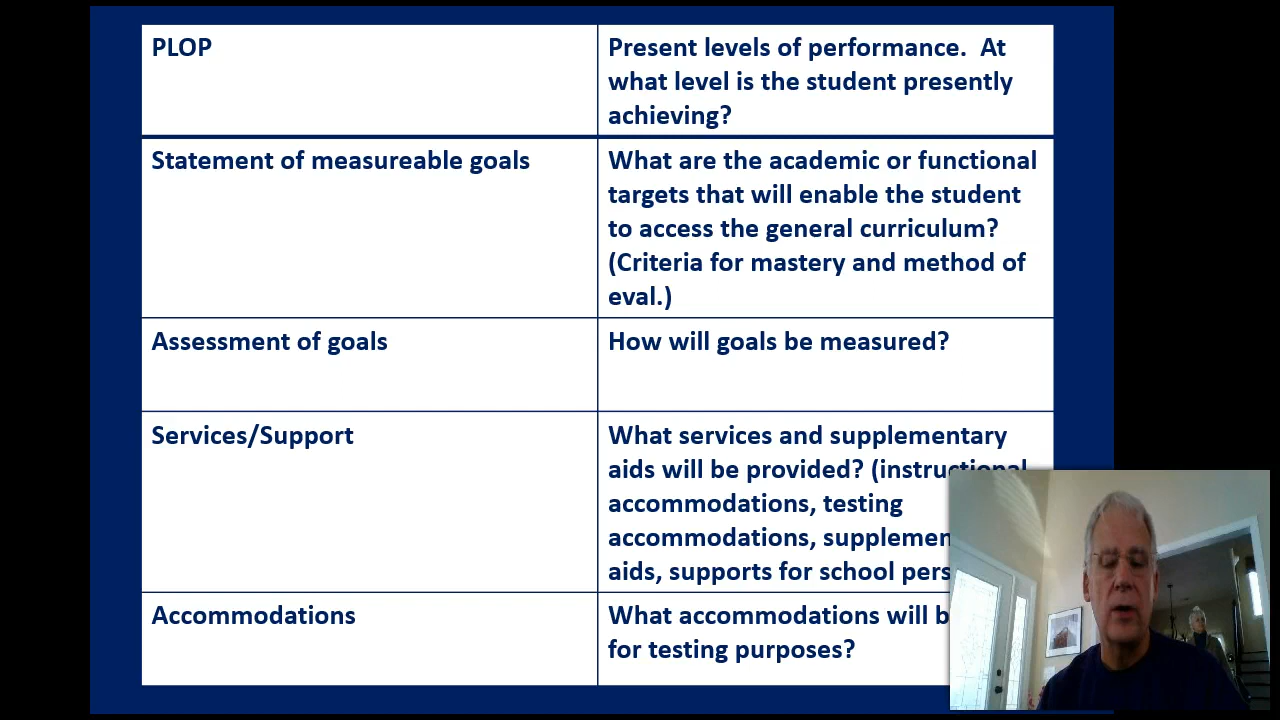 PLOP
Present levels of performance. At
what level is the student presently
achieving?
Statement of measureable goals
What are the academic or functional
targets that will enable the student
to access the general curriculum?
(Criteria for mastery and method of
eval.)
Assessment of goals
How will goals be measured?
Services/Support
What services and supplementary
aids will be provided? (instructional
accommodations, testing
accommodations,
aids, supports for school
Accommodations
What accommodations will
for testing purposes?